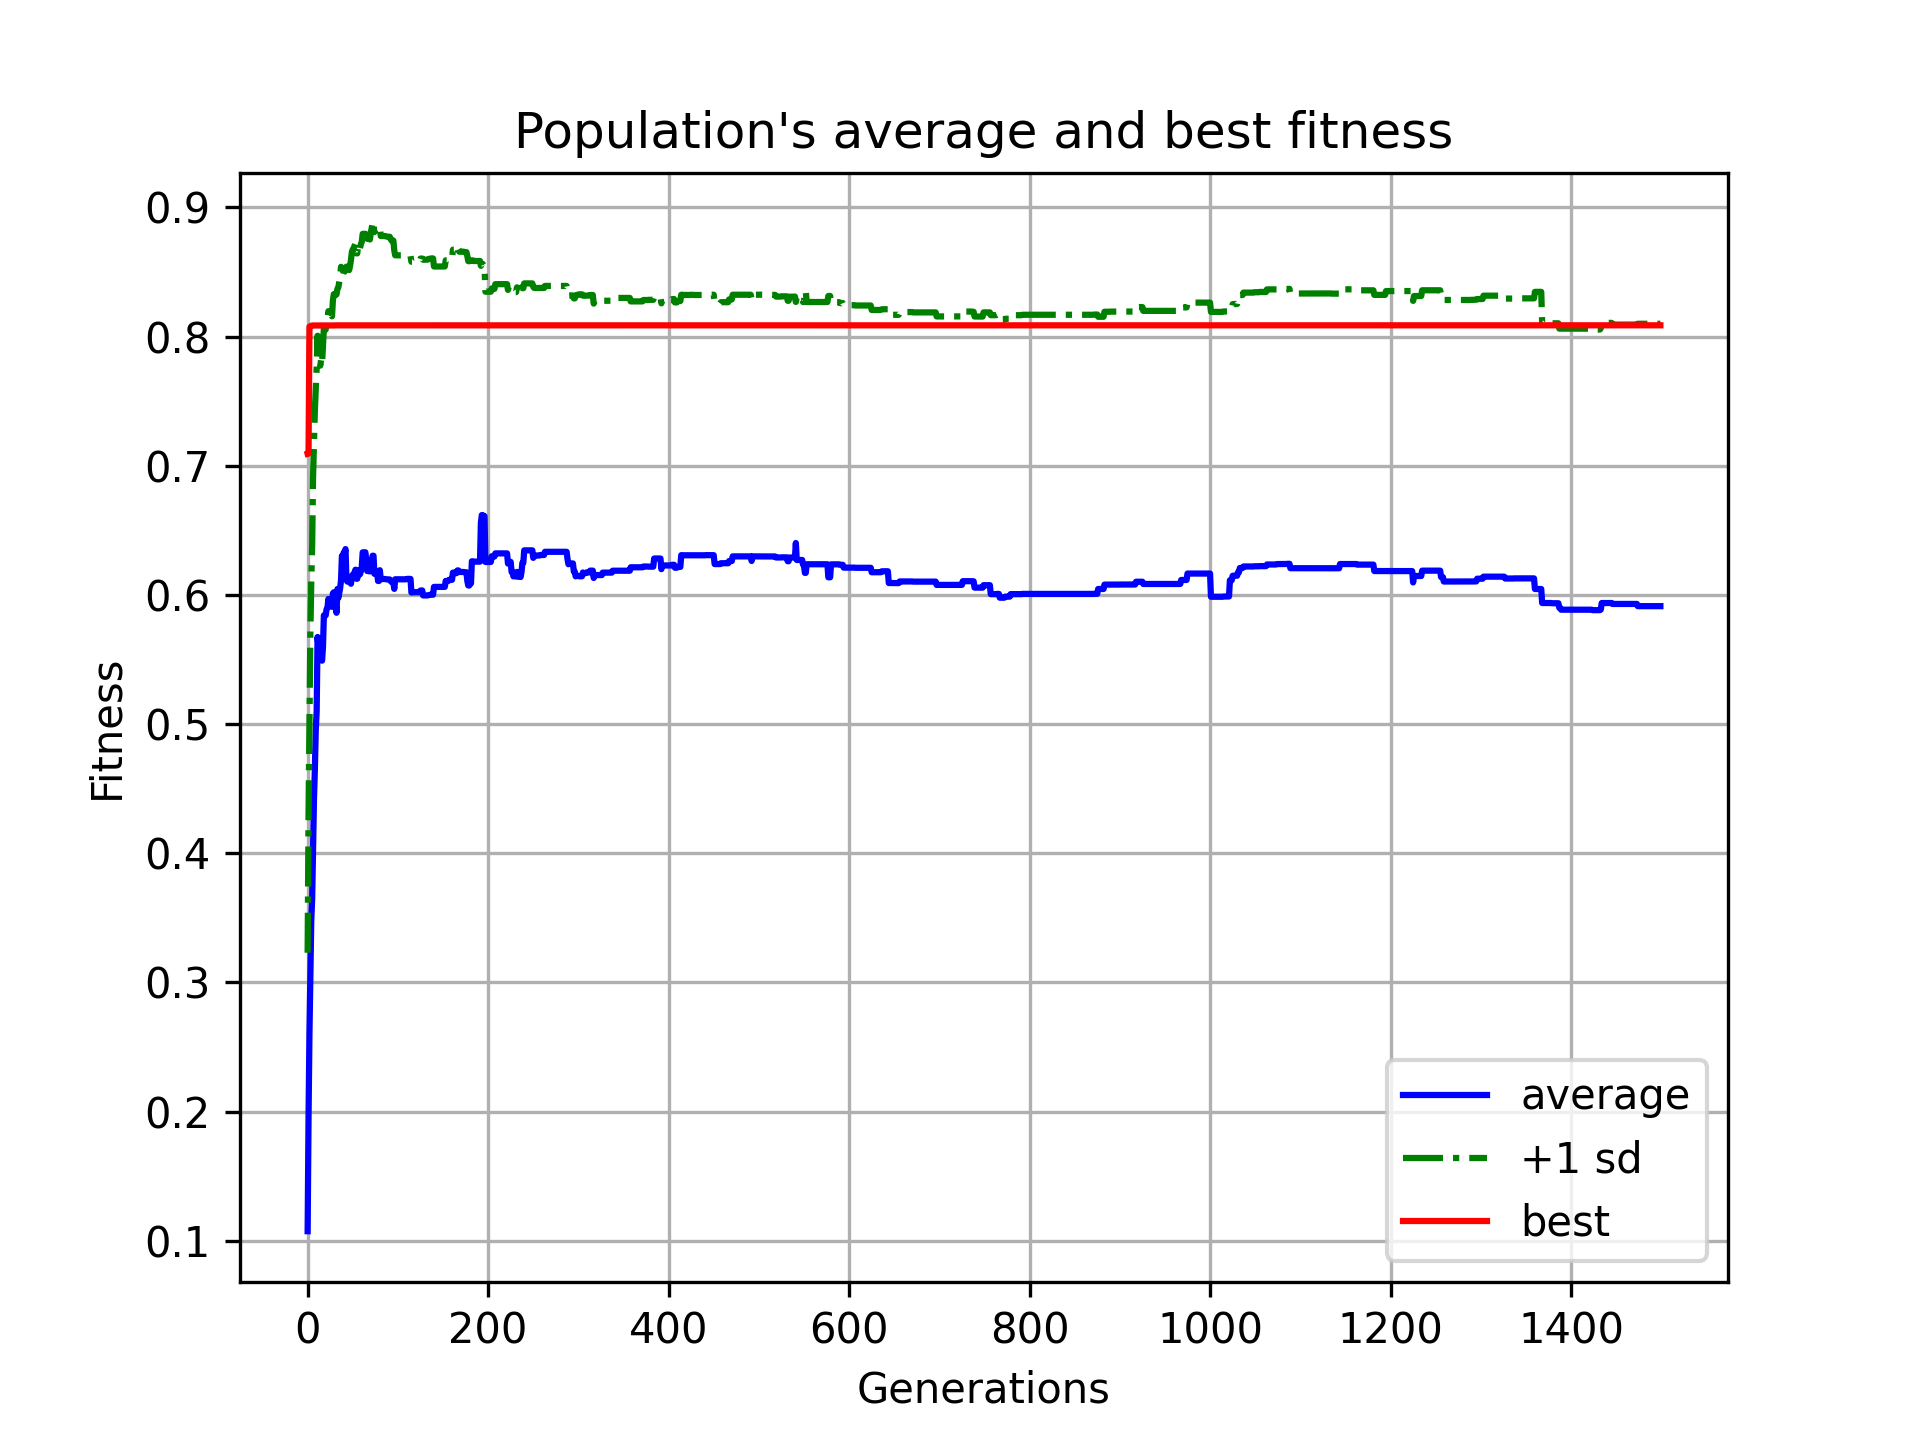 Population's average and best fitness
0.9
0.8
0.7
0.6
0.5
0.4
0.3
0.2
0.1
Fitness
0 200 400 600 800 1000 1200 1400
Generations
average
+1 sd
best